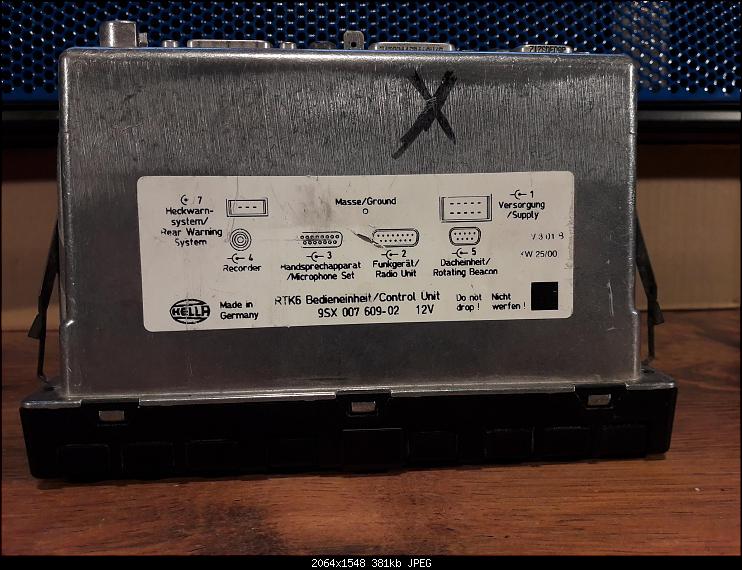 7
Heckwarn-
system/
Rear Warning
System
Masse/Ground
1
Versorgung
/Supply
4
Recorder
3
Handsprechapparat
/Microphone Set
2
Funkgerät/
Radio Unit
5
Dacheinheit/
Rotating Beacon
KW 25/00
HELLA
Made in
Germany
RTK6 Bedieneinheit/Control Unit
9SX 007 609-02 12V
Do not
drop !
Nicht
werfen !
2064x1548 381kb JPEG